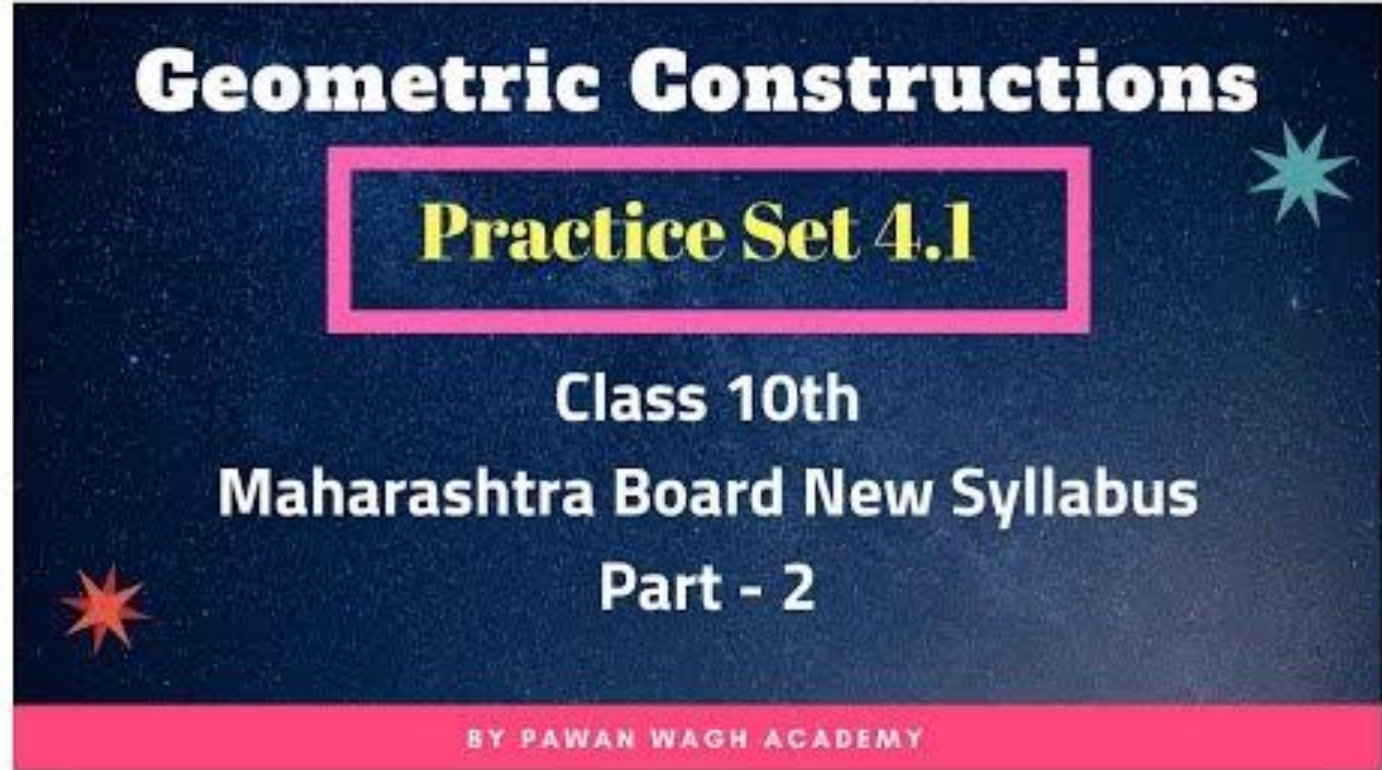 Geometric Constructions
Practice Set 4.1
Class 10th
Maharashtra Board New Syllabus
Part - 2
BY PAWAN WAGH ACADEMY